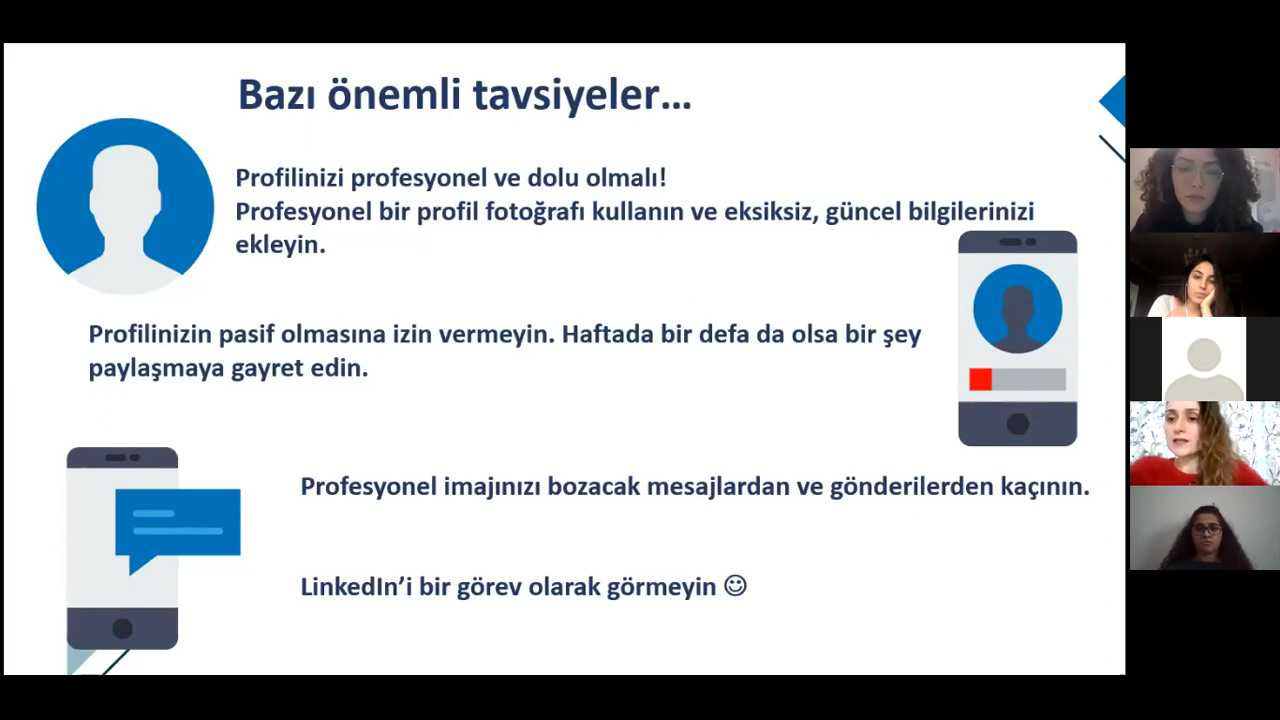 Bazı önemli tavsiyeler...
Profilinizi profesyonel ve dolu olmalı!
Profesyonel bir profil fotoğrafı kullanın ve eksiksiz, güncel bilgilerinizi
ekleyin.
Profilinizin pasif olmasına izin vermeyin. Haftada bir defa da olsa bir şey
paylaşmaya gayret edin.
Profesyonel imajınızı bozacak mesajlardan ve gönderilerden kaçının.
LinkedIn’i bir görev olarak görmeyin ☺